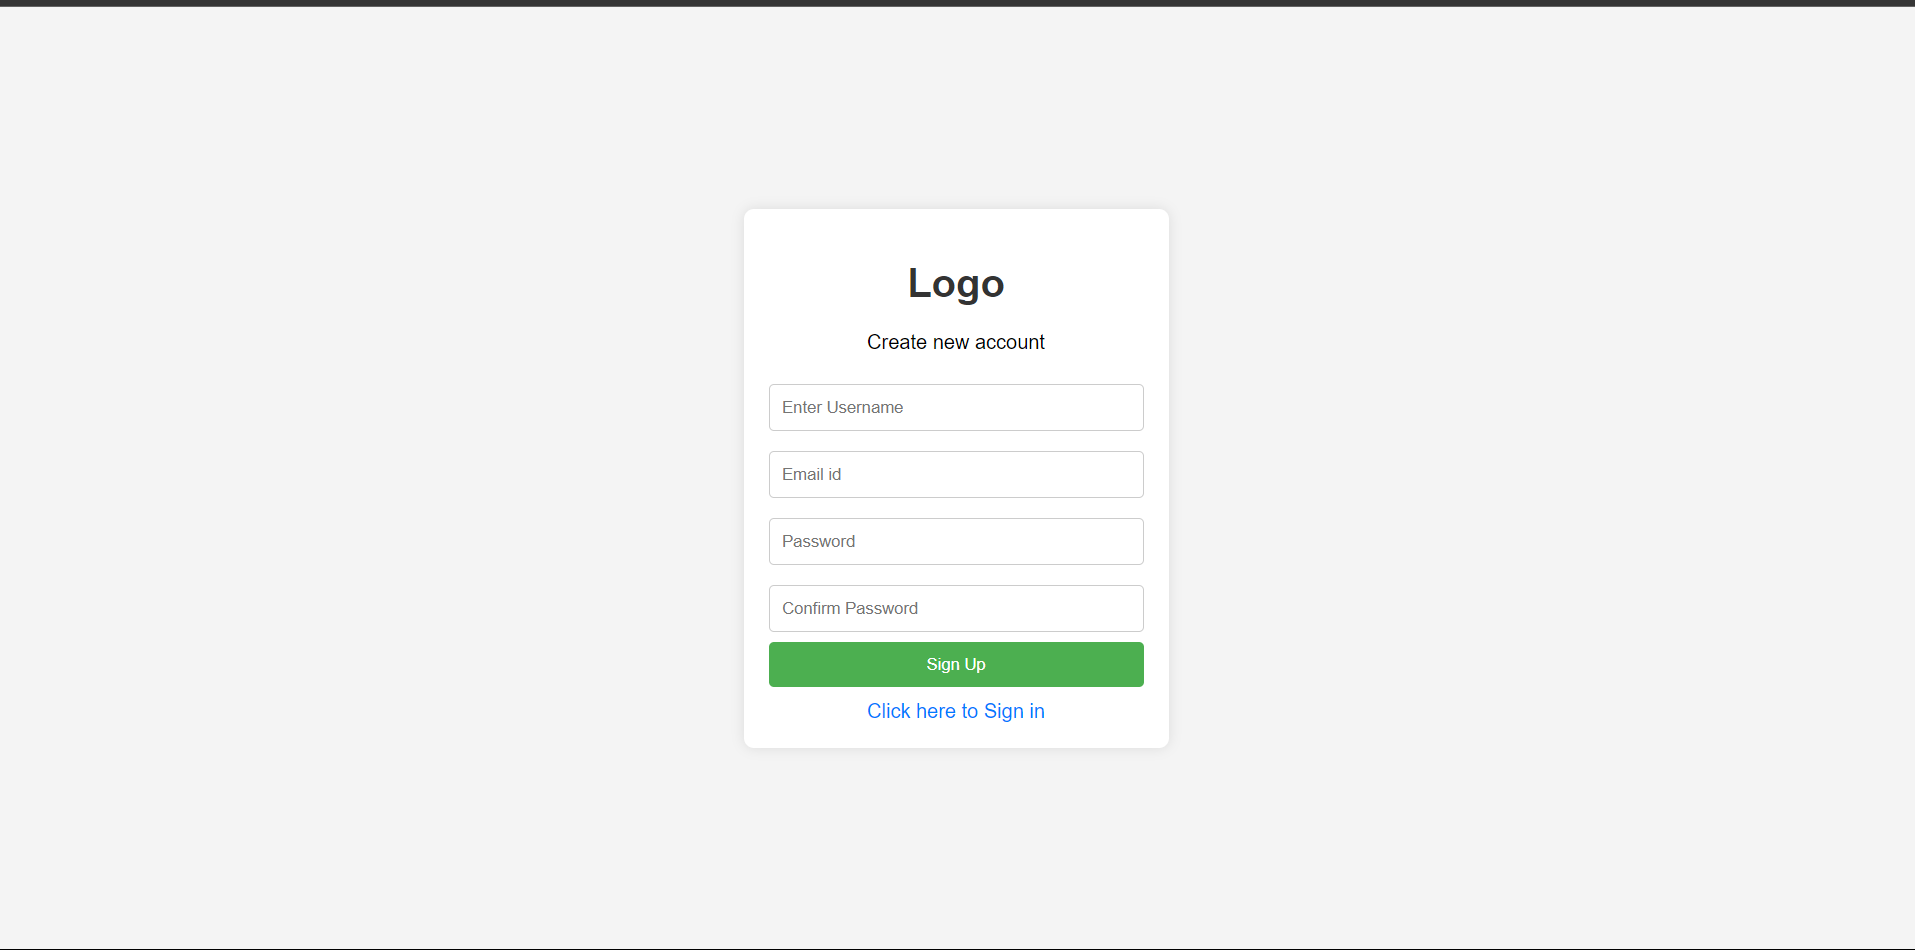 Logo
Create new account
Enter Username
Email id
Password
Confirm Password
Sign Up
Click here to Sign in